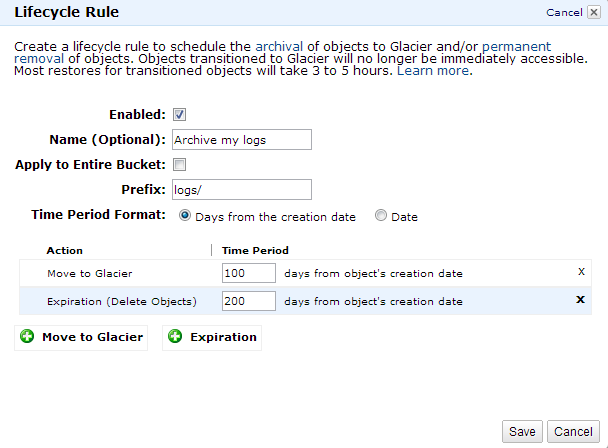 Lifecycle Rule
Cancel X
Create a lifecycle rule to schedule the archival of objects to Glacier and/or permanent
removal of objects. Objects transitioned to Glacier will no longer be immediately accessible.
Most restores for transitioned objects will take 3 to 5 hours. Learn more.
Enabled:
Name (Optional): Archive my logs
Apply to Entire Bucket:
Prefix: logs/
Time Period Format: Days from the creation date Date
Action Time Period
Move to Glacier 100 days from object's creation date x
Expiration (Delete Objects) 200 days from object's creation date x
Move to Glacier Expiration
Save Cancel